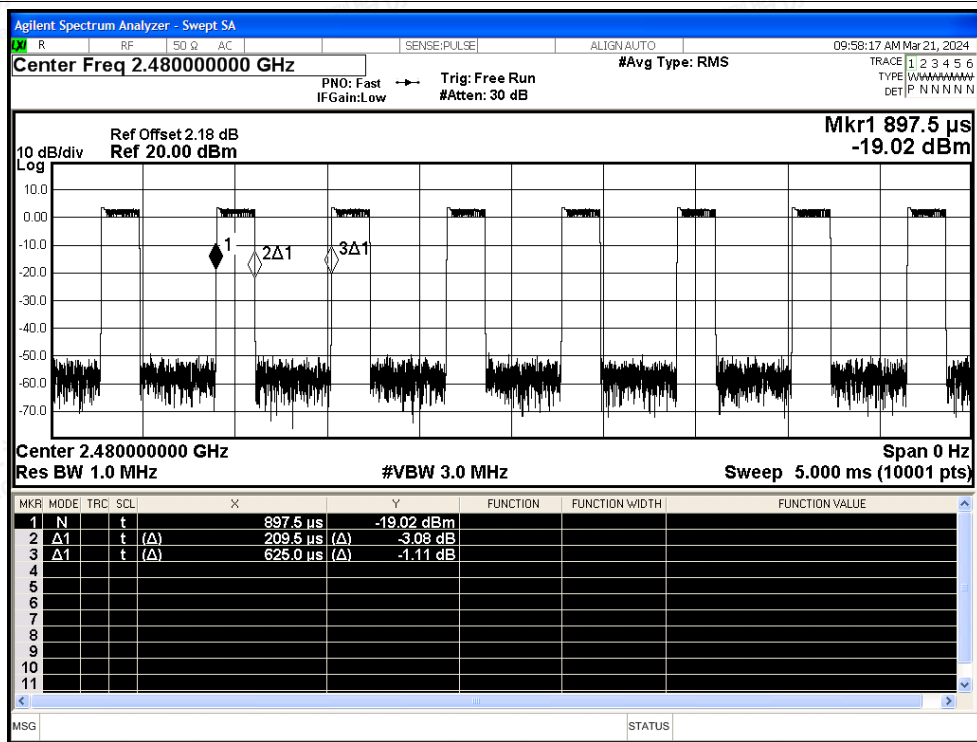 Agilent Spectrum Analyzer - Swept SA
LXI R RF 50 Ω AC SENSE:PULSE ALIGN AUTO 09:58:17 AM Mar 21, 2024
Center Freq 2.480000000 GHz
PNO: Fast
IFGain:Low
Trig: Free Run
#Atten: 30 dB
#Avg Type: RMS
TRACE 1 2 3 4 5 6
TYPE W
DET P N N N N N
Mkr1 897.5 µs
-19.02 dBm
Ref Offset 2.18 dB
Ref 20.00 dBm
10 dB/div
Log
10.0
0.00
-10.0
-20.0
-30.0
-40.0
-50.0
-60.0
-70.0
1
2Δ1
3Δ1
Center 2.480000000 GHz Span 0 Hz
Res BW 1.0 MHz #VBW 3.0 MHz Sweep 5.000 ms (10001 pts)
MKR MODE TRC SCL X Y FUNCTION FUNCTION WIDTH FUNCTION VALUE
1 N t 897.5 µs -19.02 dBm
2 Δ1 t (Δ) 209.5 µs (Δ) -3.08 dB
3 Δ1 t (Δ) 625.0 µs (Δ) -1.11 dB
4
5
6
7
8
9
10
11
MSG STATUS